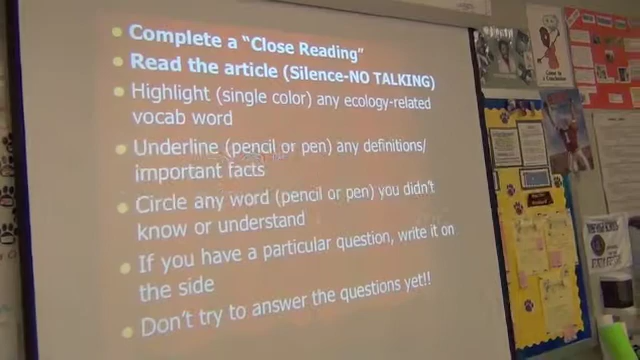 Complete a "Close Reading"
Read the article (Silence-NO TALKING)
Highlight (single color) any ecology-related
vocab word
Underline (pencil or pen) any definitions/
important facts
Circle any word (pencil or pen) you didn't
know or understand
If you have a particular question, write it on
the side
Don't try to answer the questions yet!!